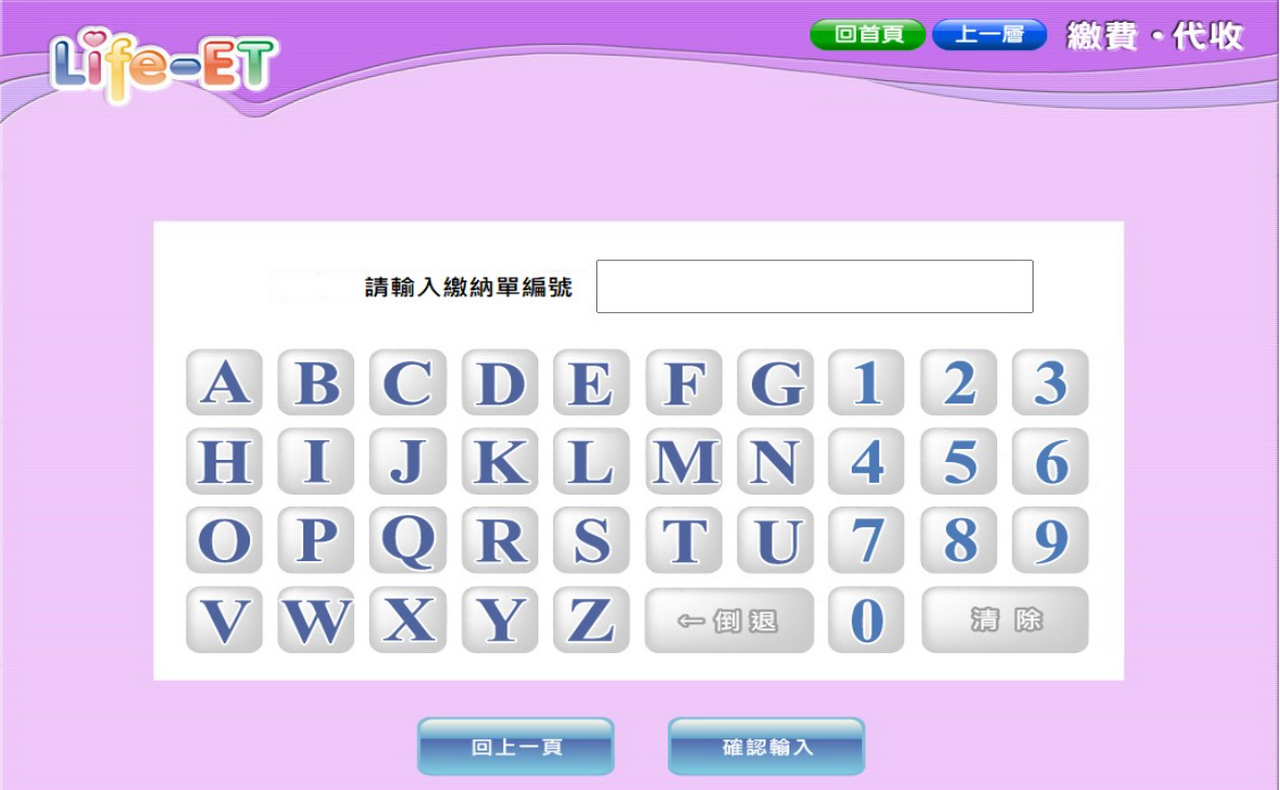 Life-ET
回首頁 上一層 繳費・代收
請輸入繳納單編號
A B C D E F G 1 2 3
H I J K L M N 4 5 6
O P Q R S T U 7 8 9
V W X Y Z ←倒退 0 清除
回上一頁 確認輸入